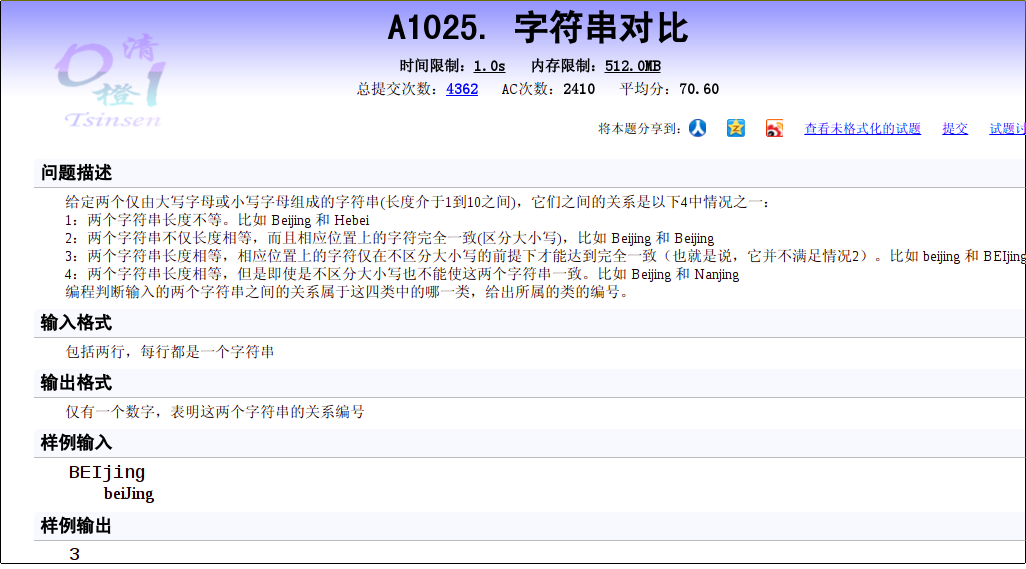 清
橙
Tsinsen
A1025. 字符串对比
时间限制：1.0s 内存限制：512.0MB
总提交次数：4362 AC次数：2410 平均分：70.60
将本题分享到： 查看未格式化的试题 提交 试题讨
问题描述
给定两个仅由大写字母或小写字母组成的字符串(长度介于1到10之间)，它们之间的关系是以下4中情况之一：
1：两个字符串长度不等。比如 Beijing 和 Hebei
2：两个字符串不仅长度相等，而且相应位置上的字符完全一致(区分大小写)，比如 Beijing 和 Beijing
3：两个字符串长度相等，相应位置上的字符仅在不区分大小写的前提下才能达到完全一致（也就是说，它并不满足情况2）。比如 beijing 和 BEIjing
4：两个字符串长度相等，但是即使是不区分大小写也不能使这两个字符串一致。比如 Beijing 和 Nanjing
编程判断输入的两个字符串之间的关系属于这四类中的哪一类，给出所属的类的编号。
输入格式
包括两行，每行都是一个字符串
输出格式
仅有一个数字，表明这两个字符串的关系编号
样例输入
BEIjing
beiJing
样例输出
3